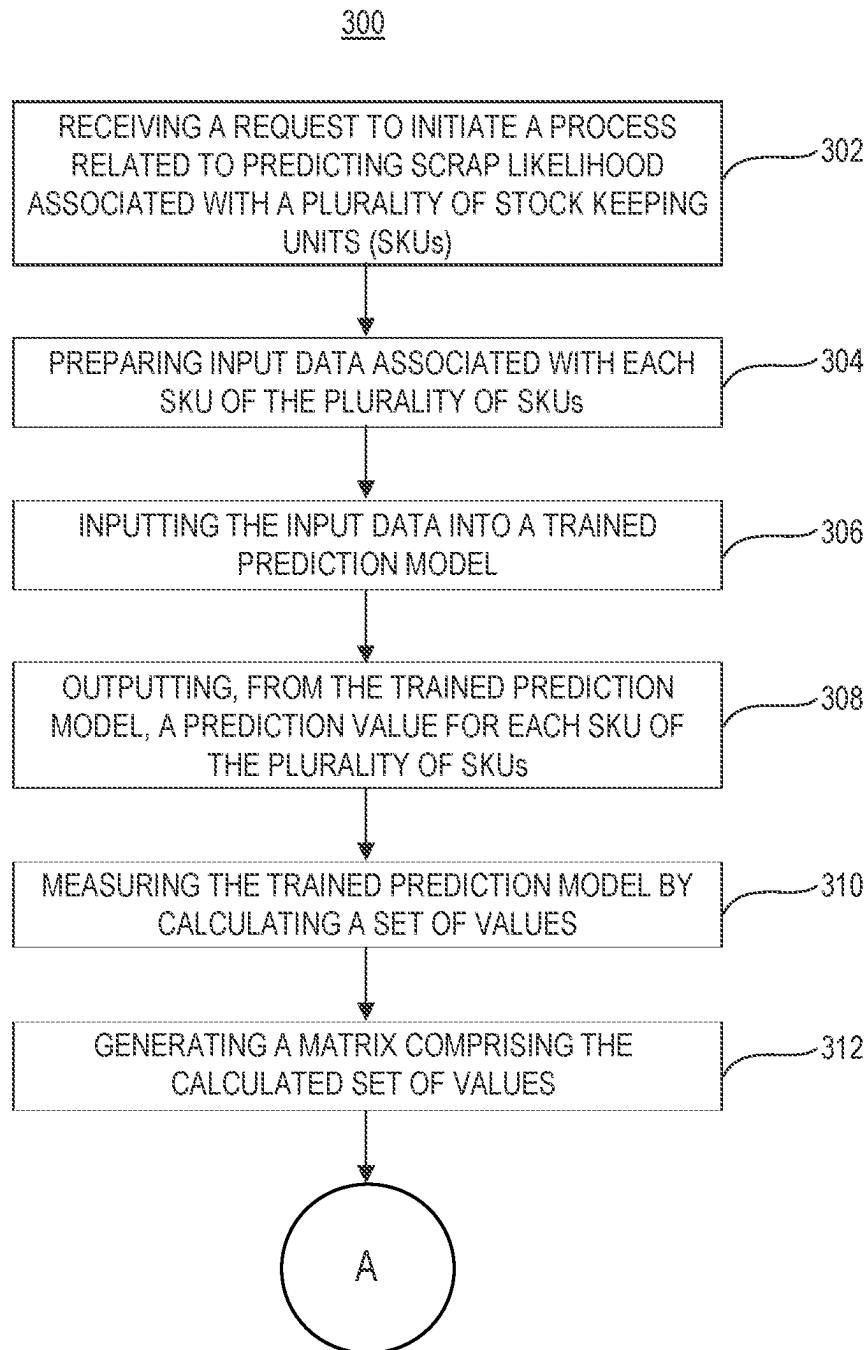 300
RECEIVING A REQUEST TO INITIATE A PROCESS
RELATED TO PREDICTING SCRAP LIKELIHOOD
ASSOCIATED WITH A PLURALITY OF STOCK KEEPING
UNITS (SKUs)
302
PREPARING INPUT DATA ASSOCIATED WITH EACH
SKU OF THE PLURALITY OF SKUs
304
INPUTTING THE INPUT DATA INTO A TRAINED
PREDICTION MODEL
306
OUTPUTTING, FROM THE TRAINED PREDICTION
MODEL, A PREDICTION VALUE FOR EACH SKU OF
THE PLURALITY OF SKUs
308
MEASURING THE TRAINED PREDICTION MODEL BY
CALCULATING A SET OF VALUES
310
GENERATING A MATRIX COMPRISING THE
CALCULATED SET OF VALUES
312
A